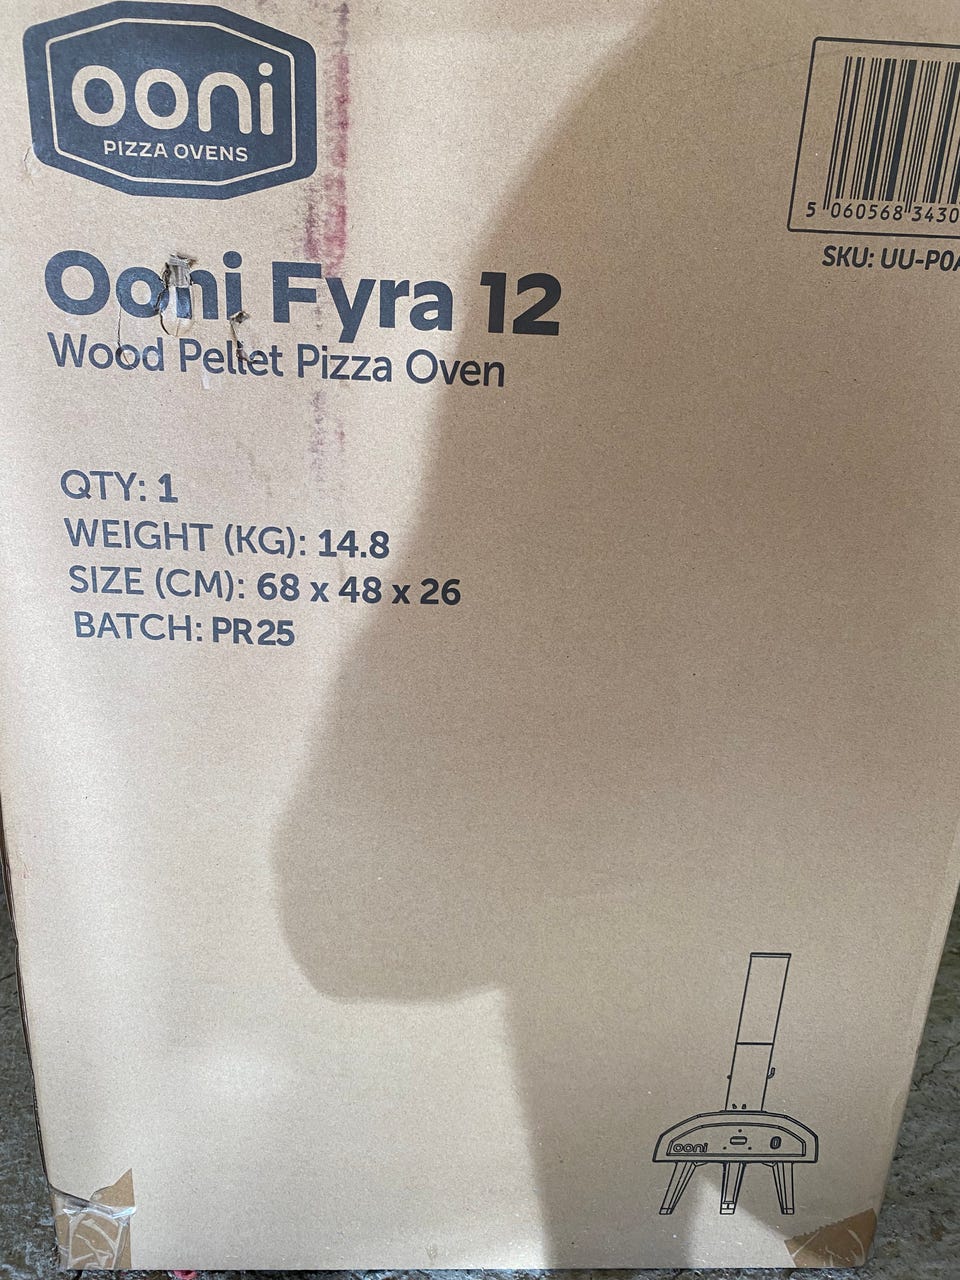 ooni
PIZZA OVENS
5 060568 3430
SKU: UU-P0A
Ooni Fyra 12
Wood Pellet Pizza Oven
QTY: 1
WEIGHT (KG): 14.8
SIZE (CM): 68 x 48 x 26
BATCH: PR25
ooni